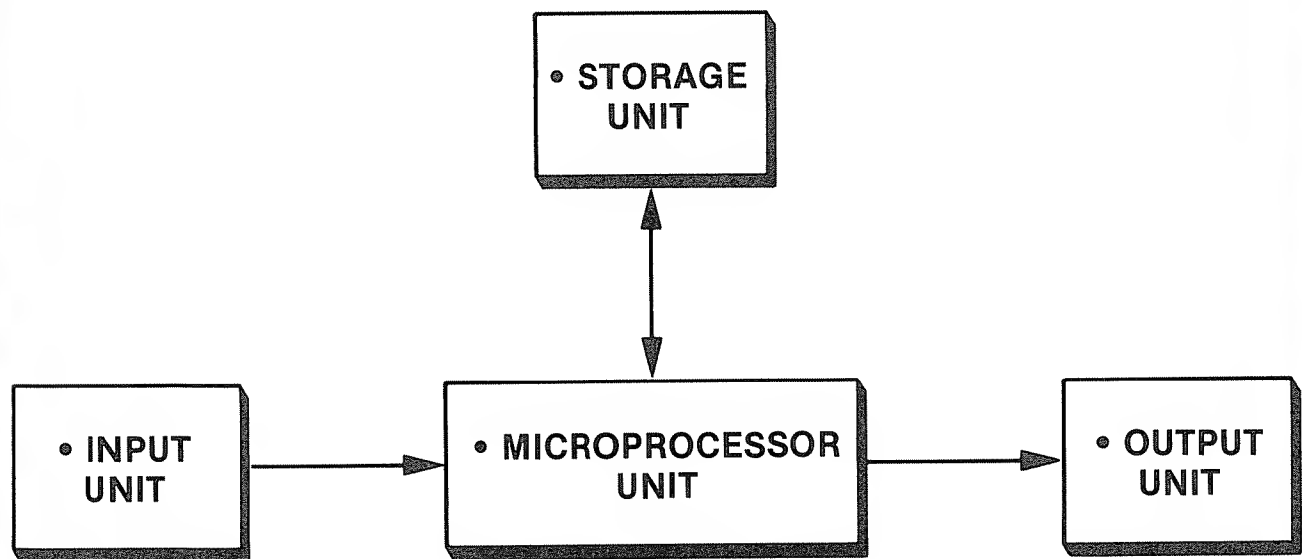 • STORAGE
UNIT
• INPUT
UNIT
• MICROPROCESSOR
UNIT
• OUTPUT
UNIT